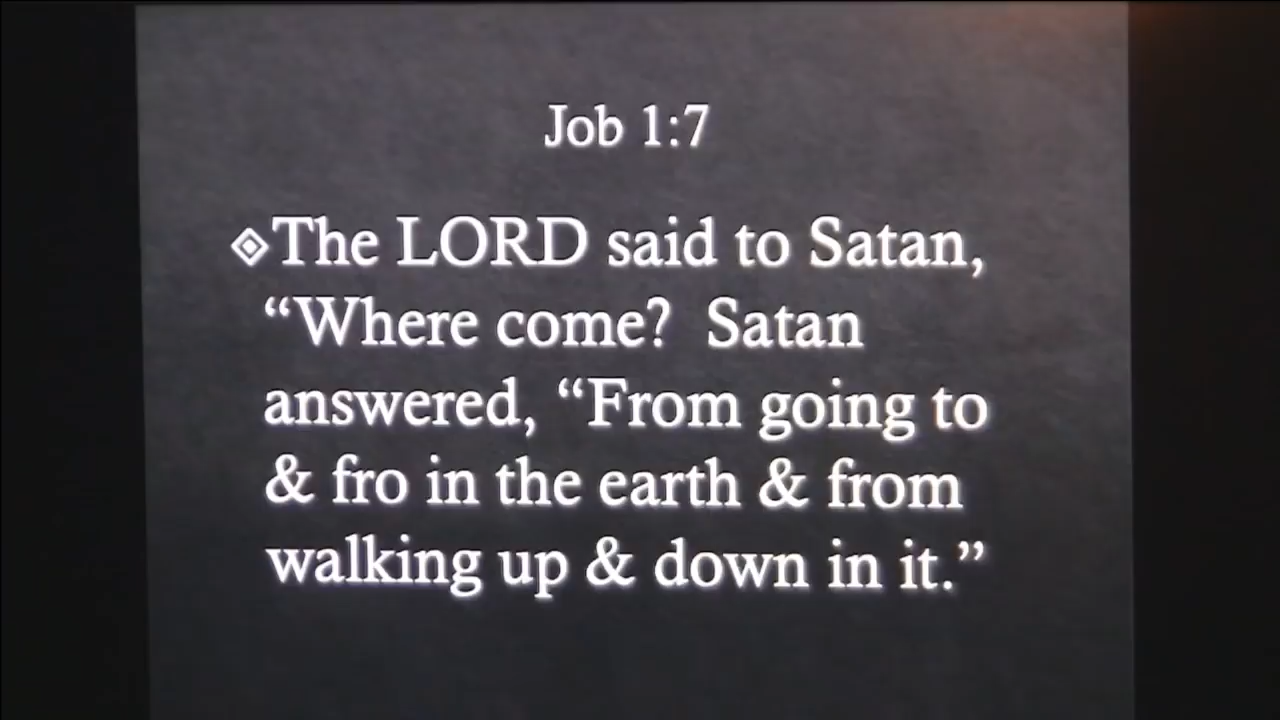 Job 1:7
The LORD said to Satan,
“Where come?  Satan
answered, “From going to
& fro in the earth & from
walking up & down in it.”